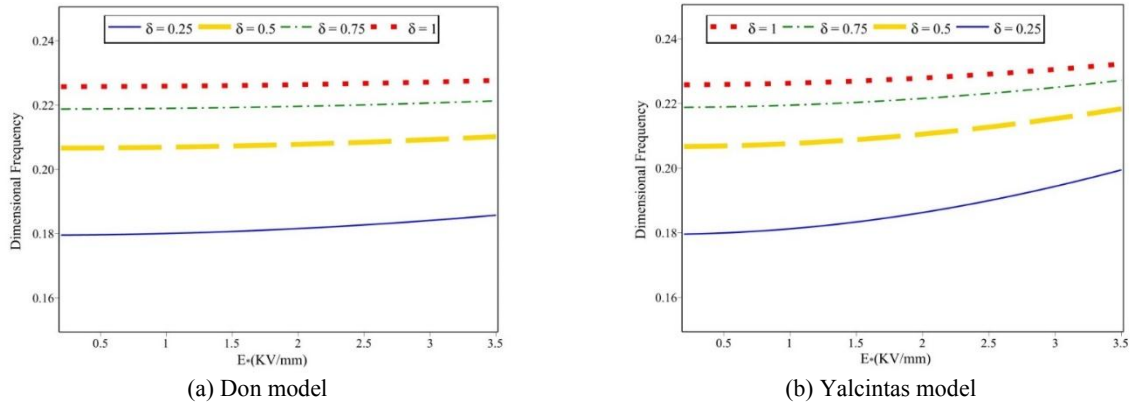 δ = 0.25 δ = 0.5 δ = 0.75 δ = 1
0.24
0.22
0.20
0.18
0.16
Dimensional Frequency
0.5 1 1.5 2 2.5 3 3.5
E*(KV/mm)
(a) Don model
δ = 1 δ = 0.75 δ = 0.5 δ = 0.25
0.24
0.22
0.20
0.18
0.16
Dimensional Frequency
0.5 1 1.5 2 2.5 3 3.5
E*(KV/mm)
(b) Yalcintas model